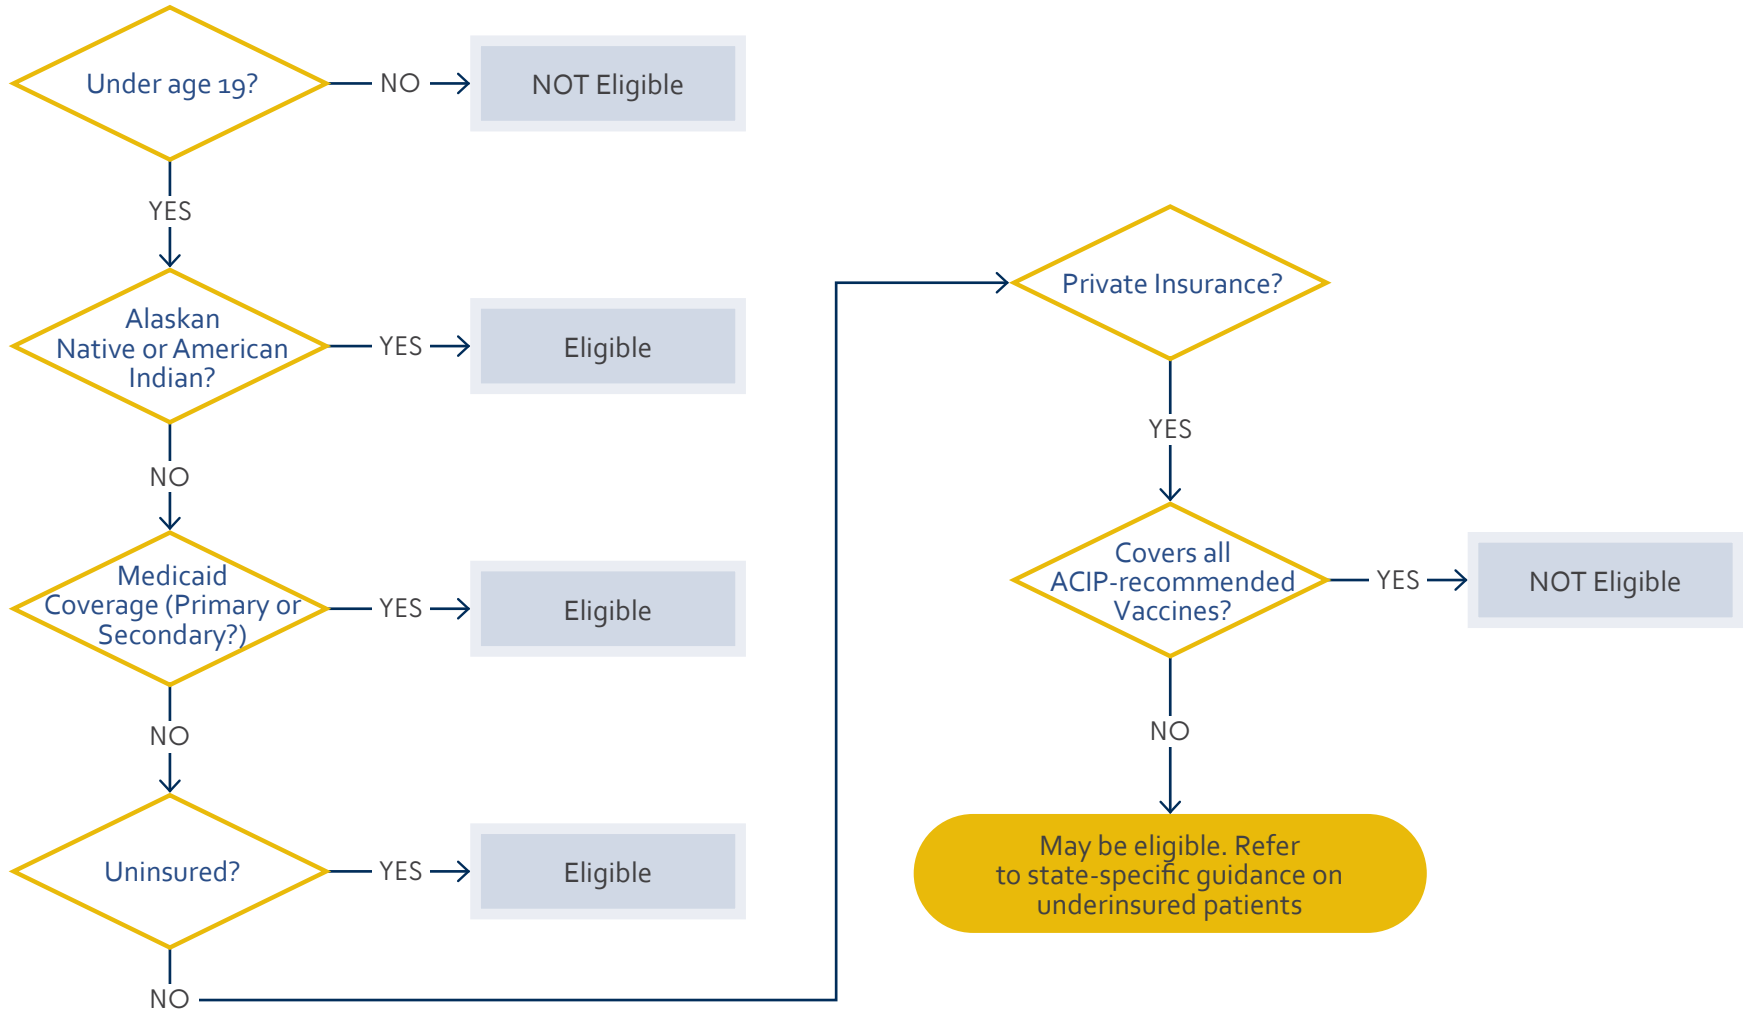 Under age 19?
NO
NOT Eligible
YES
Alaskan
Native or American
Indian?
YES
Eligible
NO
Medicaid
Coverage (Primary or
Secondary?)
YES
Eligible
NO
Uninsured?
YES
Eligible
NO
Private Insurance?
YES
Covers all
ACIP-recommended
Vaccines?
YES
NOT Eligible
NO
May be eligible. Refer
to state-specific guidance on
underinsured patients